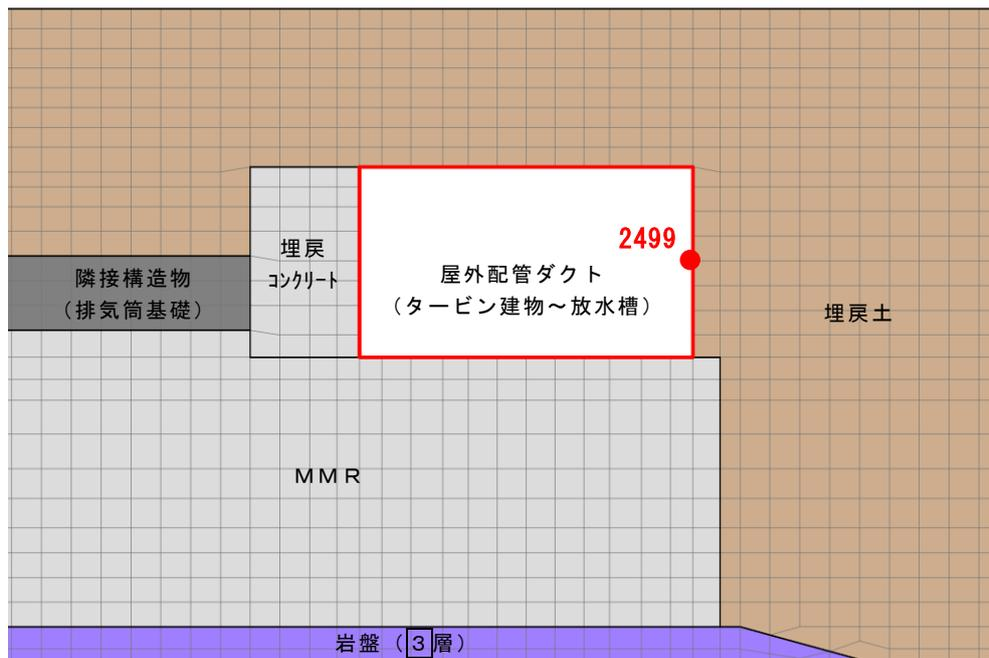 2499
埋戻
コンクリート
隣接構造物
（排気筒基礎）
屋外配管ダクト
（タービン建物～放水槽）
埋戻土
ＭＭＲ
岩盤（3層）